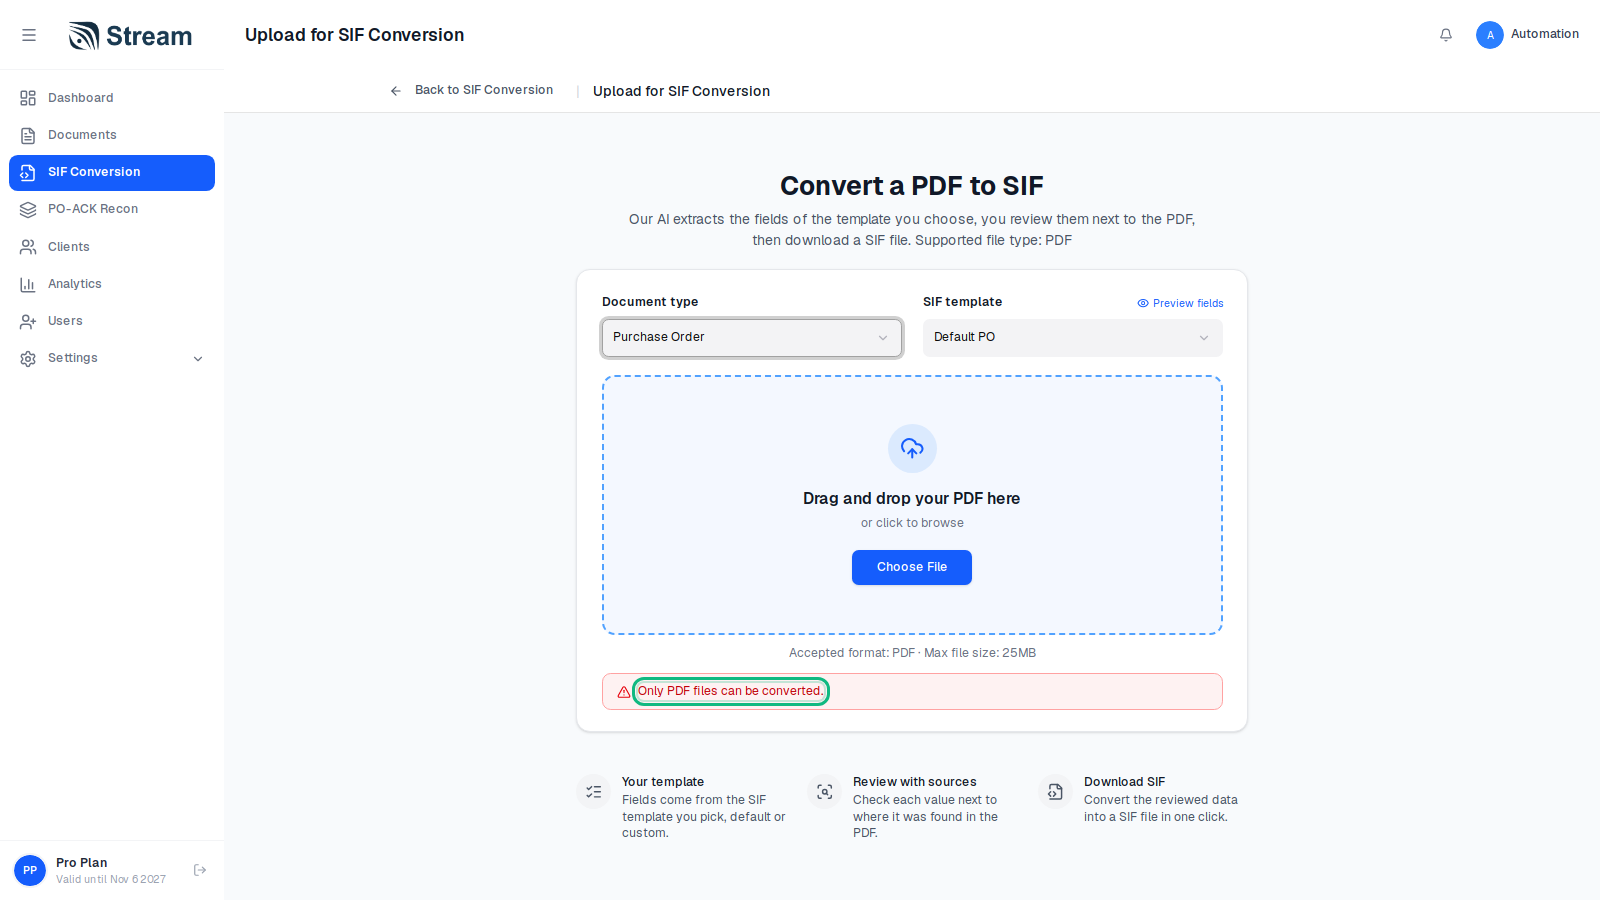 Stream
Upload for SIF Conversion
A
Automation
Back to SIF Conversion
Upload for SIF Conversion
Dashboard
Documents
SIF Conversion
PO-ACK Recon
Clients
Analytics
Users
Settings
Convert a PDF to SIF
Our AI extracts the fields of the template you choose, you review them next to the PDF,
then download a SIF file. Supported file type: PDF
Document type
SIF template
Preview fields
Purchase Order
Default PO
Drag and drop your PDF here
or click to browse
Choose File
Accepted format: PDF · Max file size: 25MB
Only PDF files can be converted.
Your template
Fields come from the SIF
template you pick, default or
custom.
Review with sources
Check each value next to
where it was found in the
PDF.
Download SIF
Convert the reviewed data
into a SIF file in one click.
PP
Pro Plan
Valid until Nov 6 2027